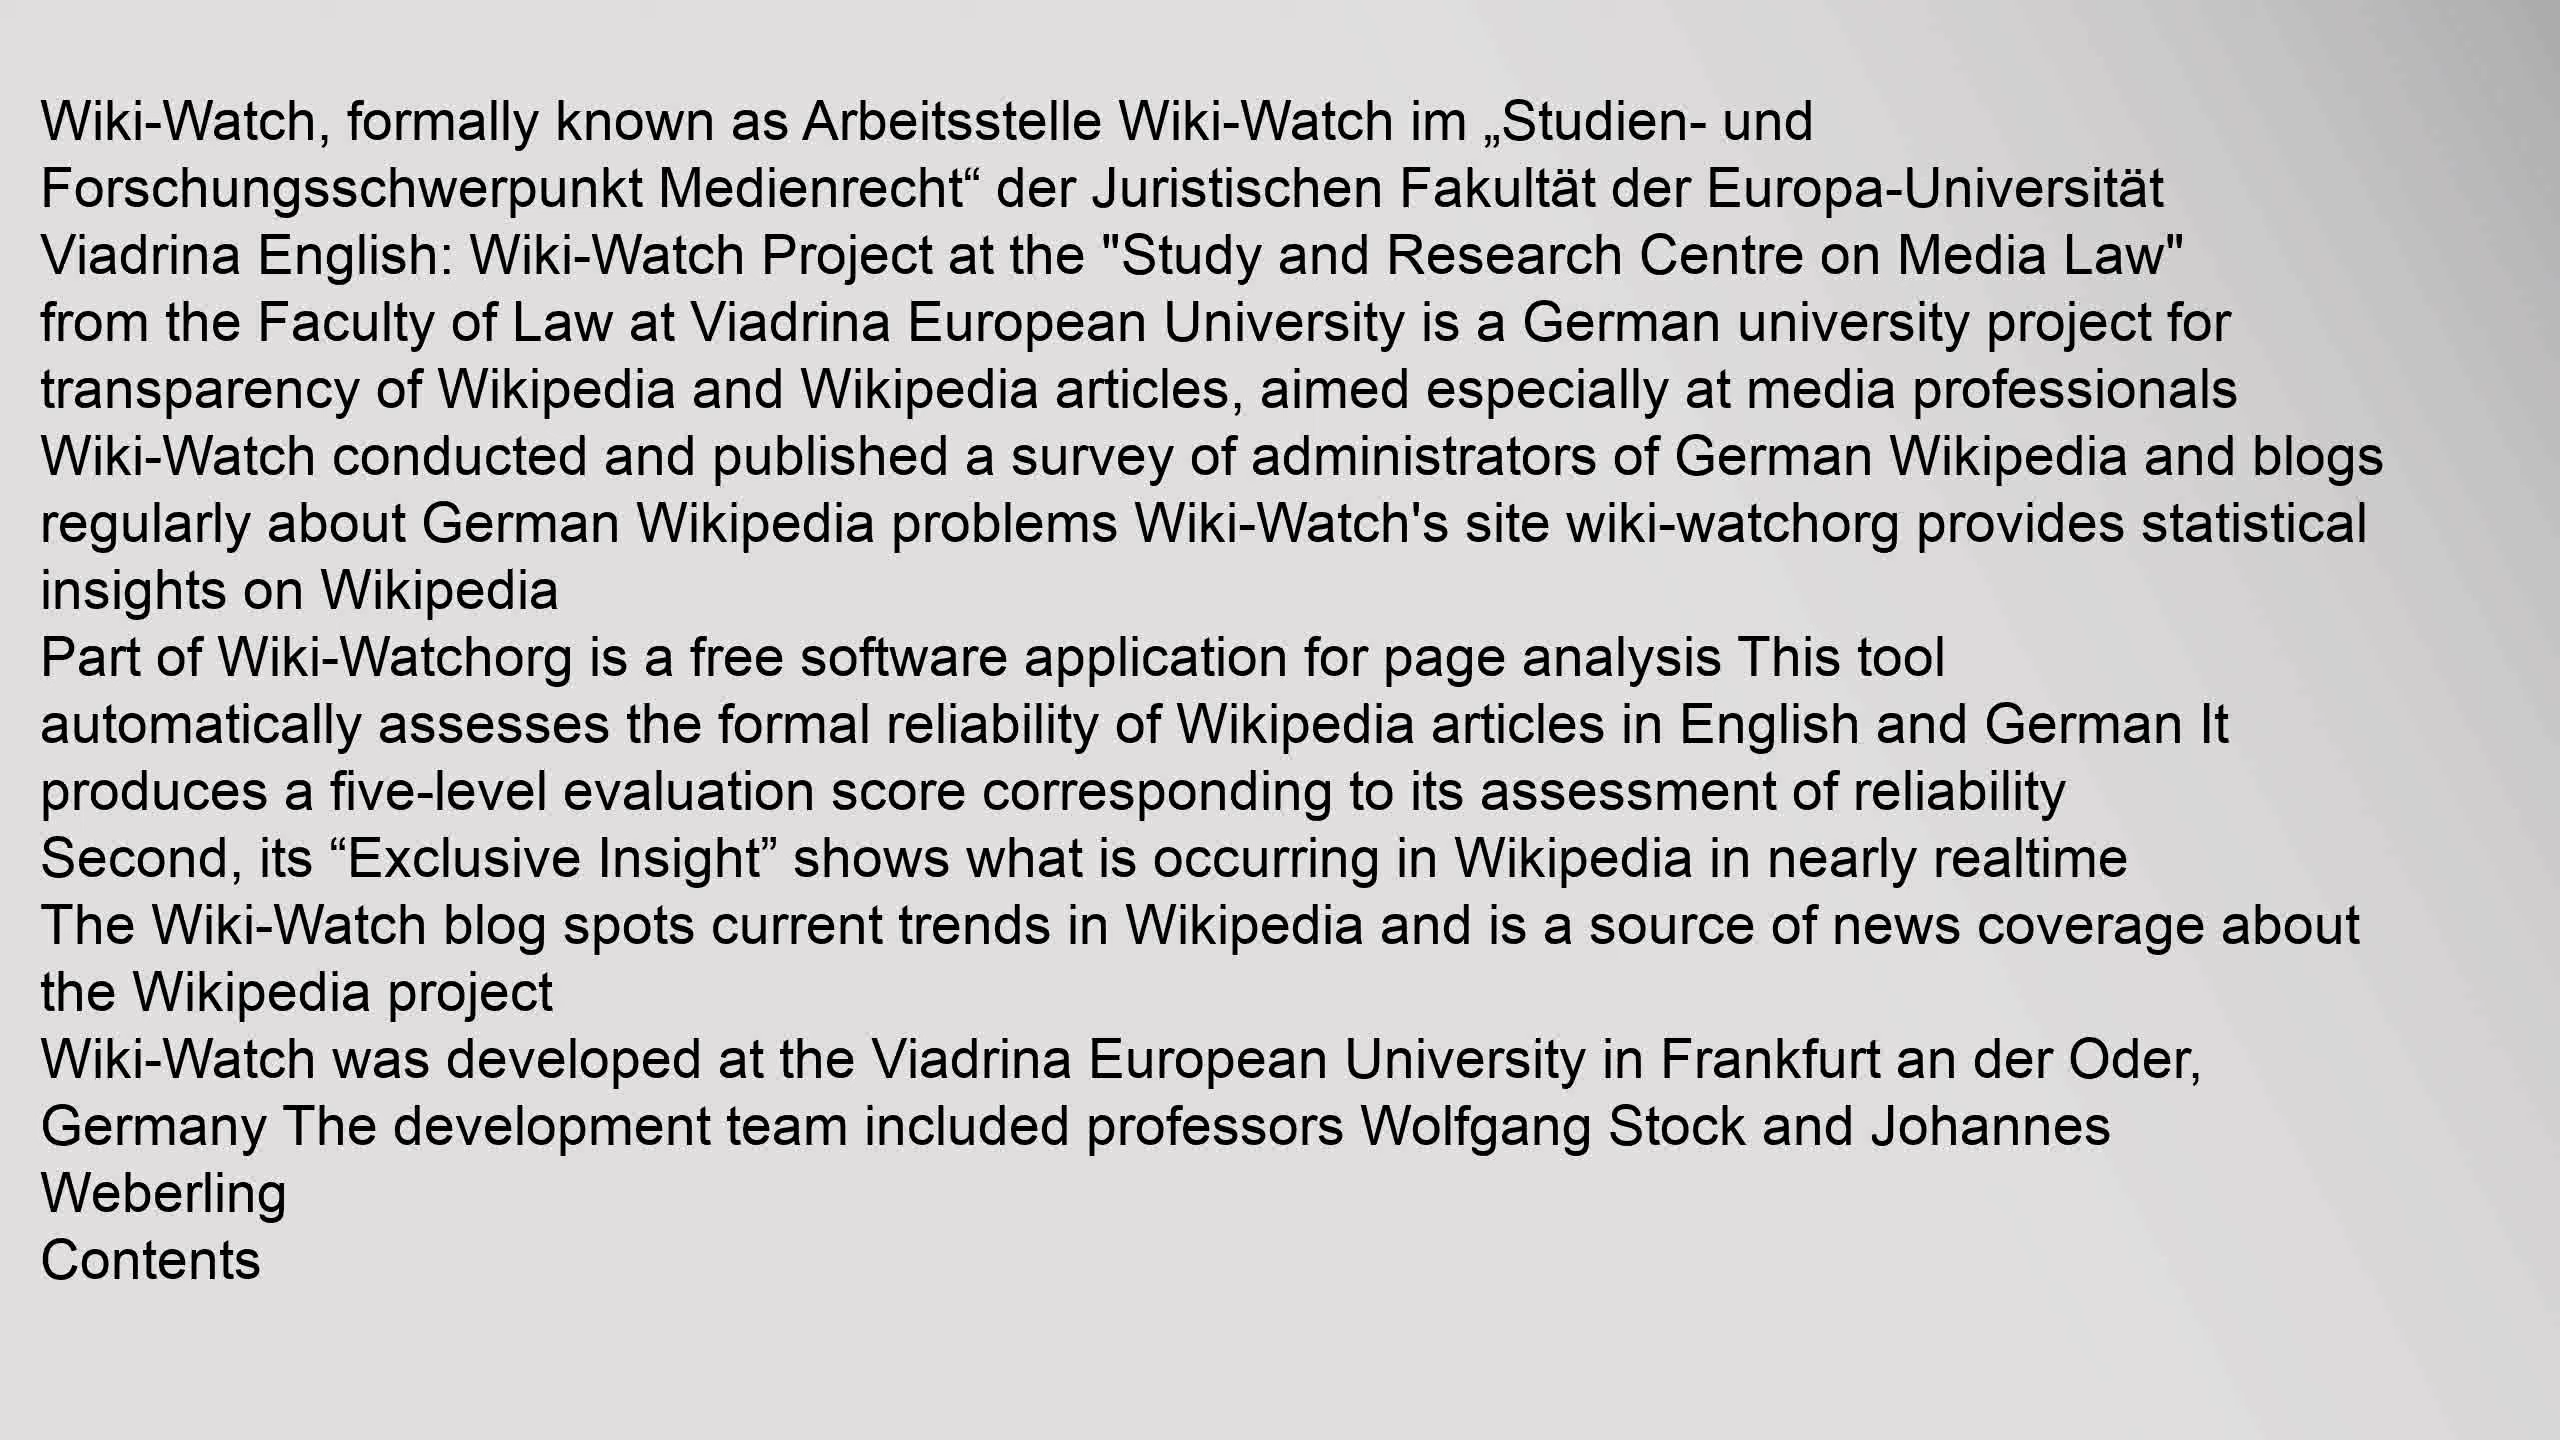 Wiki-Watch, formally known as Arbeitsstelle Wiki-Watch im „Studien- und
Forschungsschwerpunkt Medienrecht“ der Juristischen Fakultät der Europa-Universität
Viadrina English: Wiki-Watch Project at the "Study and Research Centre on Media Law"
from the Faculty of Law at Viadrina European University is a German university project for
transparency of Wikipedia and Wikipedia articles, aimed especially at media professionals
Wiki-Watch conducted and published a survey of administrators of German Wikipedia and blogs
regularly about German Wikipedia problems Wiki-Watch's site wiki-watchorg provides statistical
insights on Wikipedia
Part of Wiki-Watchorg is a free software application for page analysis This tool
automatically assesses the formal reliability of Wikipedia articles in English and German It
produces a five-level evaluation score corresponding to its assessment of reliability
Second, its “Exclusive Insight” shows what is occurring in Wikipedia in nearly realtime
The Wiki-Watch blog spots current trends in Wikipedia and is a source of news coverage about
the Wikipedia project
Wiki-Watch was developed at the Viadrina European University in Frankfurt an der Oder,
Germany The development team included professors Wolfgang Stock and Johannes
Weberling
Contents